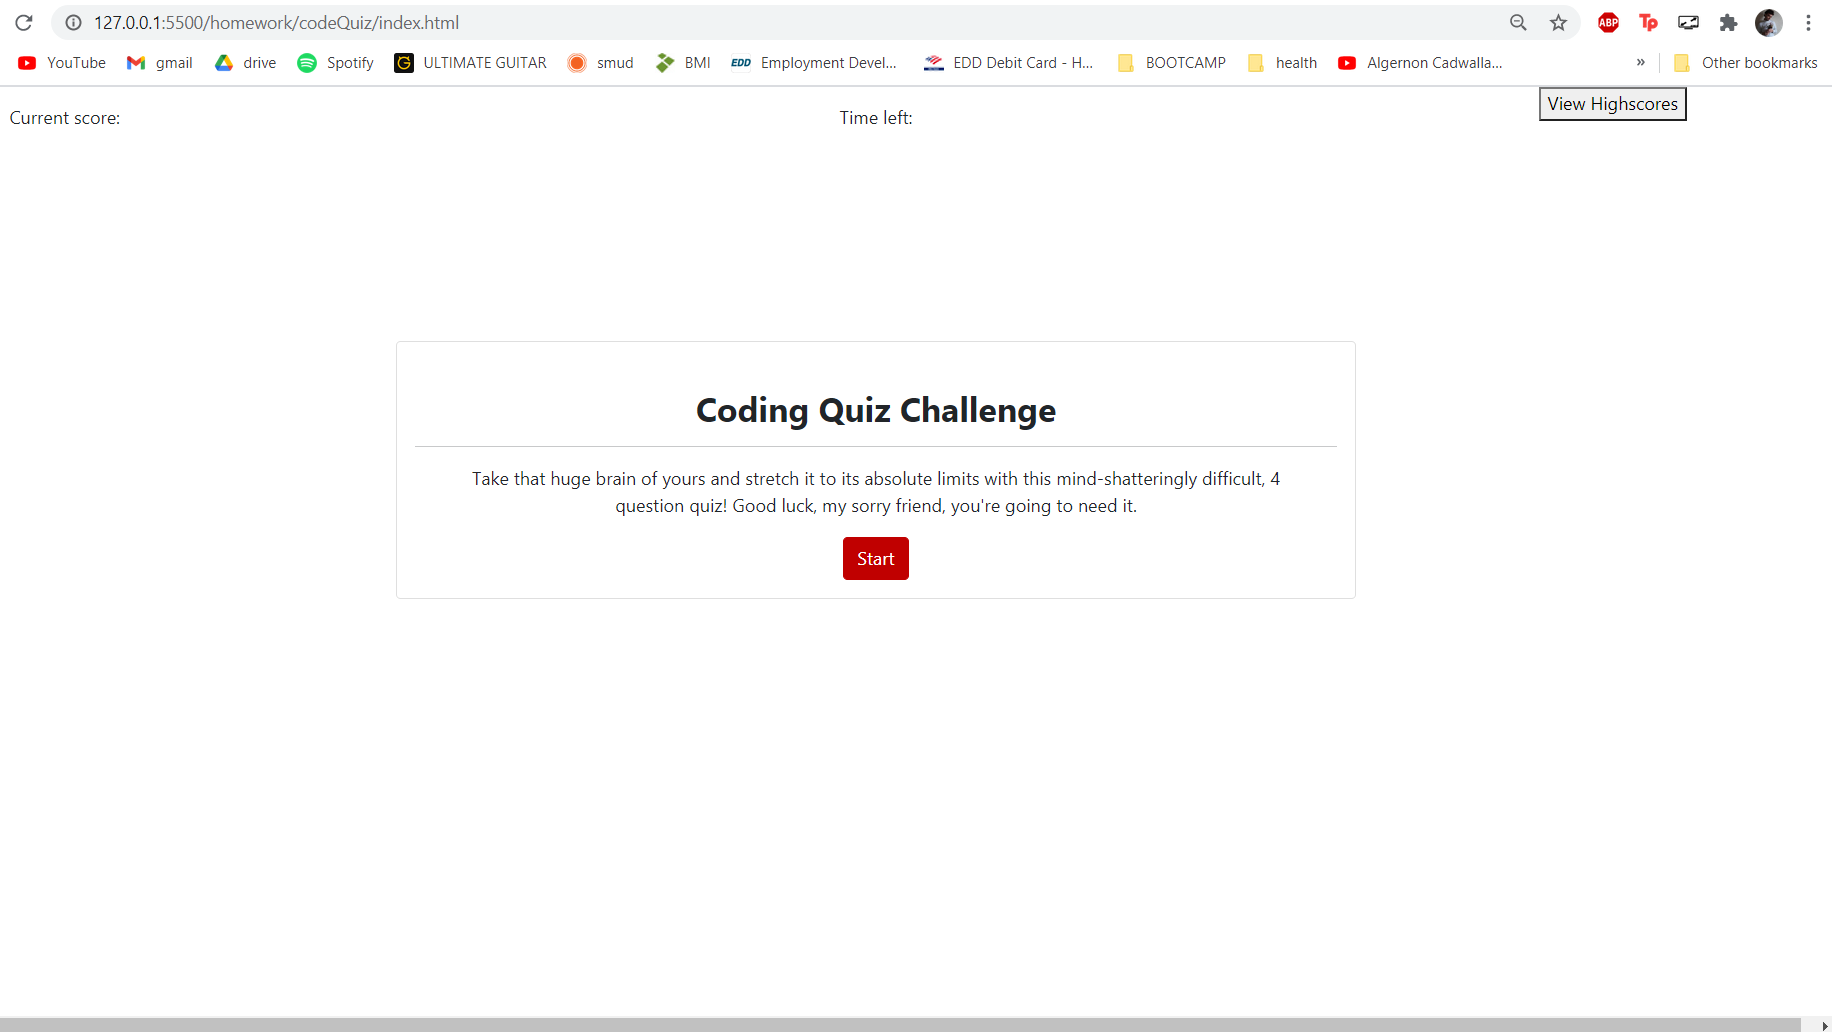 127.0.0.1:5500/homework/codeQuiz/index.html
ABP
Tp
YouTube gmail drive Spotify G ULTIMATE GUITAR smud BMI EDD Employment Devel... EDD Debit Card - H... BOOTCAMP health Algernon Cadwalla... » Other bookmarks
Current score: Time left: View Highscores
Coding Quiz Challenge
Take that huge brain of yours and stretch it to its absolute limits with this mind-shatteringly difficult, 4
question quiz! Good luck, my sorry friend, you're going to need it.
Start